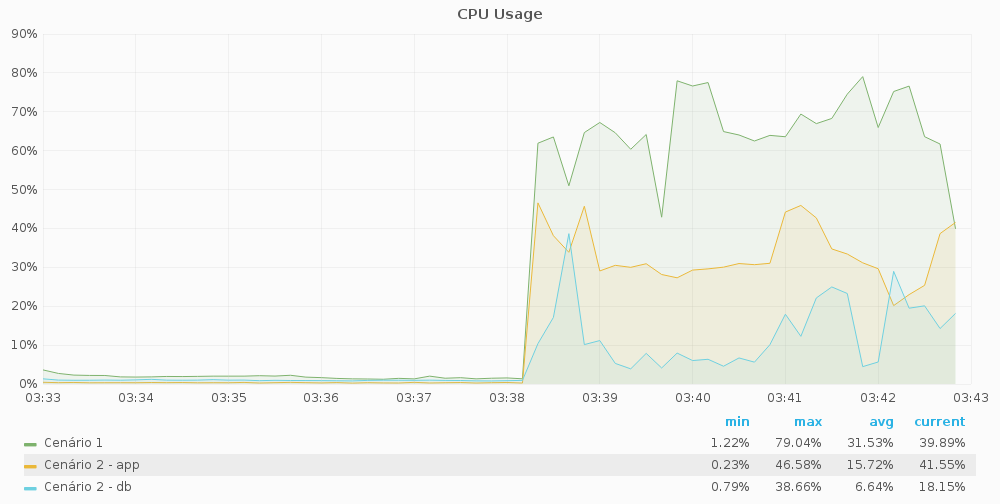 CPU Usage
90%
80%
70%
60%
50%
40%
30%
20%
10%
0%
03:33 03:34 03:35 03:36 03:37 03:38 03:39 03:40 03:41 03:42 03:43
min max avg current
Cenário 1 1.22% 79.04% 31.53% 39.89%
Cenário 2 - app 0.23% 46.58% 15.72% 41.55%
Cenário 2 - db 0.79% 38.66% 6.64% 18.15%